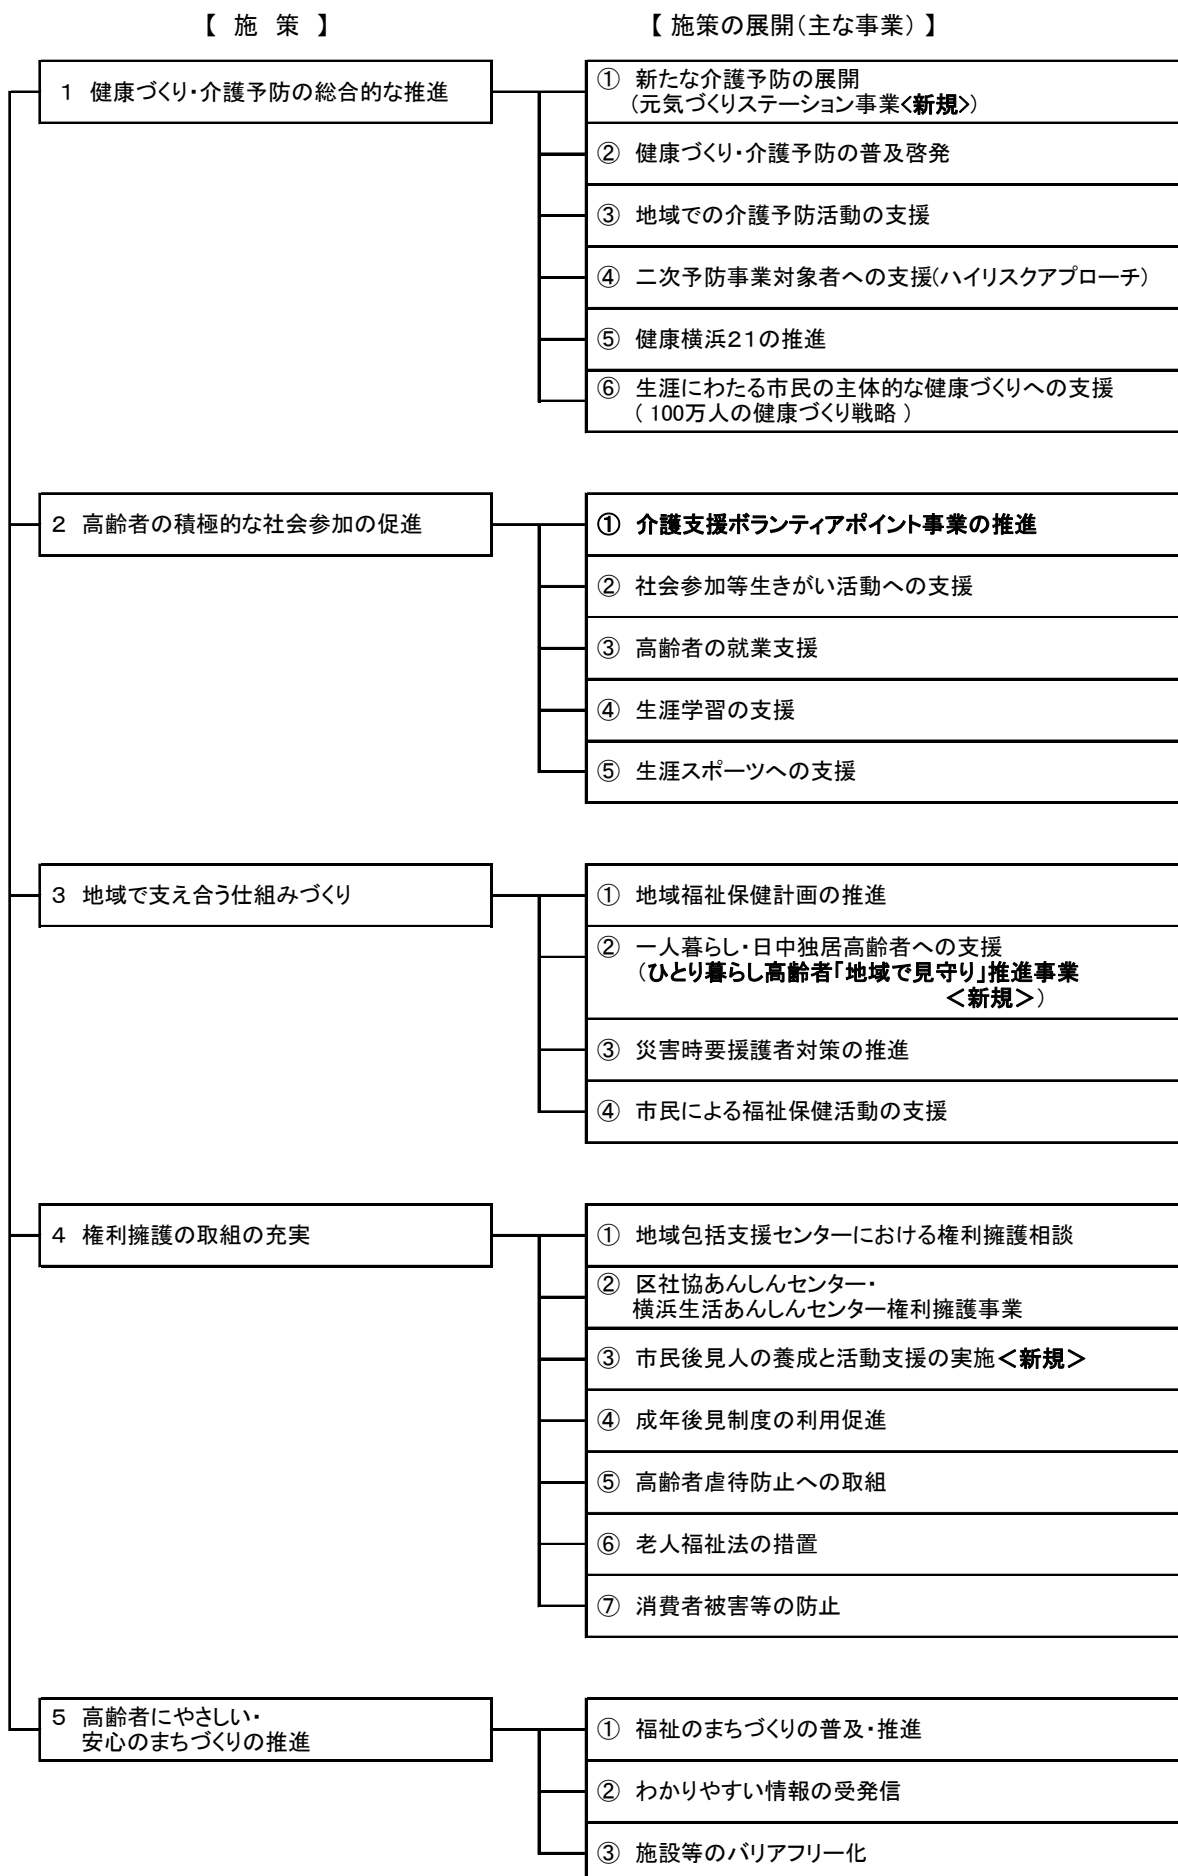 【 施 策 】
【 施策の展開(主な事業) 】
1 健康づくり・介護予防の総合的な推進
① 新たな介護予防の展開
(元気づくりステーション事業<新規>)
② 健康づくり・介護予防の普及啓発
③ 地域での介護予防活動の支援
④ 二次予防事業対象者への支援(ハイリスクアプローチ)
⑤ 健康横浜21の推進
⑥ 生涯にわたる市民の主体的な健康づくりへの支援
( 100万人の健康づくり戦略 )
2 高齢者の積極的な社会参加の促進
① 介護支援ボランティアポイント事業の推進
② 社会参加等生きがい活動への支援
③ 高齢者の就業支援
④ 生涯学習の支援
⑤ 生涯スポーツへの支援
3 地域で支え合う仕組みづくり
① 地域福祉保健計画の推進
② 一人暮らし・日中独居高齢者への支援
(ひとり暮らし高齢者「地域で見守り」推進事業
<新規>)
③ 災害時要援護者対策の推進
④ 市民による福祉保健活動の支援
4 権利擁護の取組の充実
① 地域包括支援センターにおける権利擁護相談
② 区社協あんしんセンター・
横浜生活あんしんセンター権利擁護事業
③ 市民後見人の養成と活動支援の実施<新規>
④ 成年後見制度の利用促進
⑤ 高齢者虐待防止への取組
⑥ 老人福祉法の措置
⑦ 消費者被害等の防止
5 高齢者にやさしい・
安心のまちづくりの推進
① 福祉のまちづくりの普及・推進
② わかりやすい情報の受発信
③ 施設等のバリアフリー化